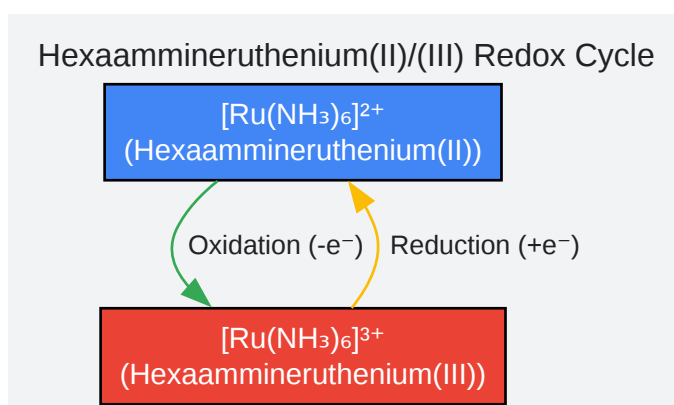 Hexaammineruthenium(II)/(III) Redox Cycle
[Ru(NH₃)₆]²⁺
(Hexaammineruthenium(II))
Oxidation (-e⁻) Reduction (+e⁻)
[Ru(NH₃)₆]³⁺
(Hexaammineruthenium(III))